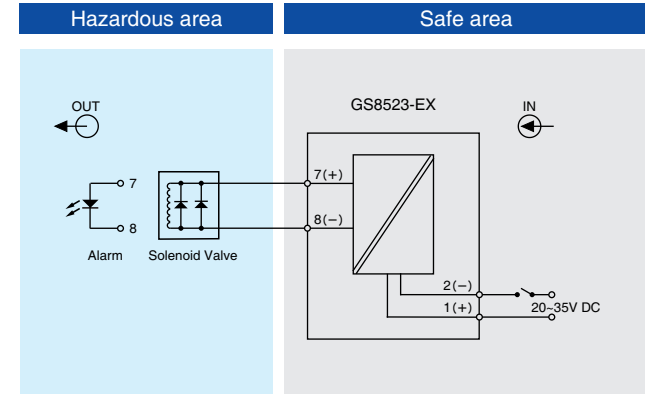 Hazardous area
Safe area
OUT
GS8523-EX
IN
7(+)
7
8(−)
8
Alarm
Solenoid Valve
2(−)
1(+)
20~35V DC